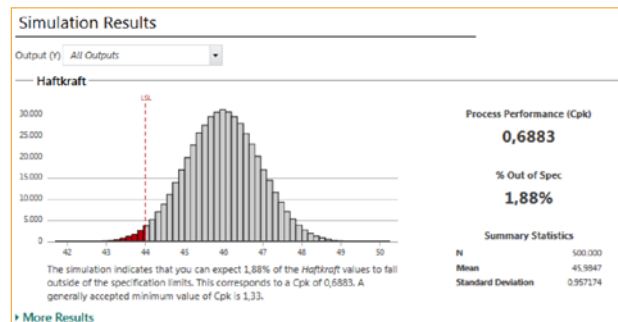 Simulation Results
Output (Y) All Outputs
Haftkraft
LSL
30.000
25.000
20.000
15.000
10.000
5.000
0
42 43 44 45 46 47 48 49 50
The simulation indicates that you can expect 1,88% of the Haftkraft values to fall
outside of the specification limits. This corresponds to a Cpk of 0,6883. A
generally accepted minimum value of Cpk is 1,33.
More Results
Process Performance (Cpk)
0,6883
% Out of Spec
1,88%
Summary Statistics
N 500.000
Mean 45,9847
Standard Deviation 0,957174